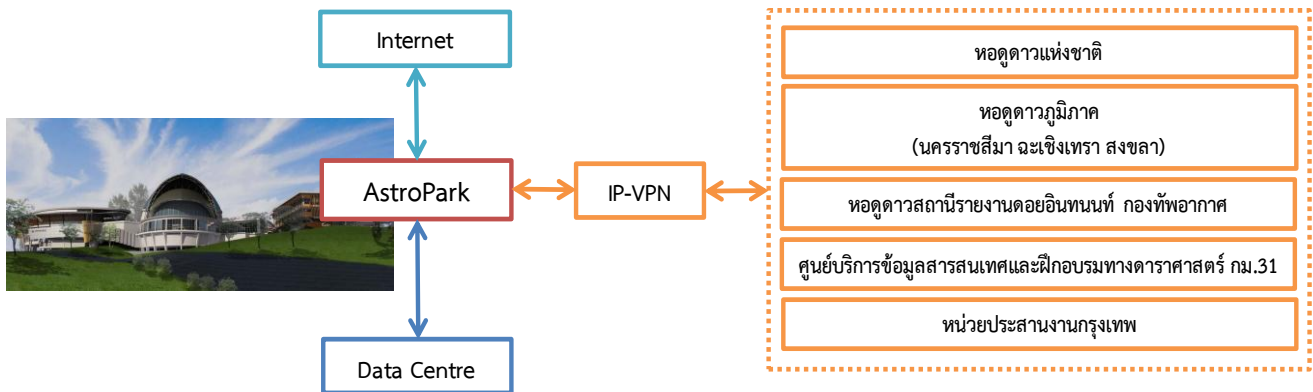 Internet
AstroPark
IP-VPN
Data Centre
หอดูดาวแห่งชาติ
หอดูดาวภูมิภาค
(นครราชสีมา ฉะเชิงเทรา สงขลา)
หอดูดาวสถานีรายงานดอยอินทนนท์ กองทัพอากาศ
ศูนย์บริการข้อมูลสารสนเทศและฝึกอบรมทางดาราศาสตร์ กม.31
หน่วยประสานงานกรุงเทพ